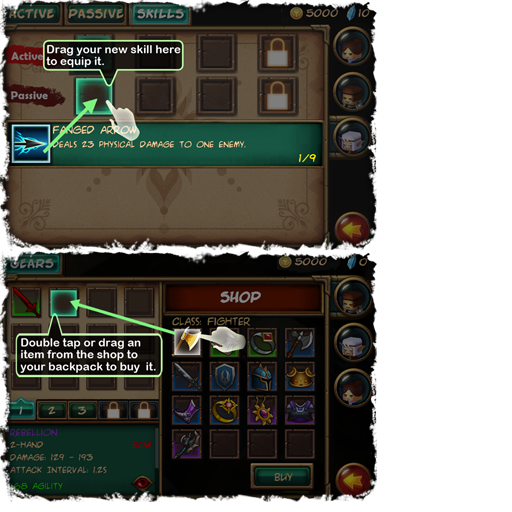 ACTIVE PASSIVE SKILLS 5000 10
Drag your new skill here
to equip it.
Active
Passive
FANGED ARROW
DEALS 23 PHYSICAL DAMAGE TO ONE ENEMY.
1/9
GEARS 5000 0
SHOP
CLASS: FIGHTER
Double tap or drag an
item from the shop to
your backpack to buy it.
1 2 3
REBELLION
2-HAND
DAMAGE: 129 - 193
ATTACK INTERVAL: 1.2S
AGILITY
BUY